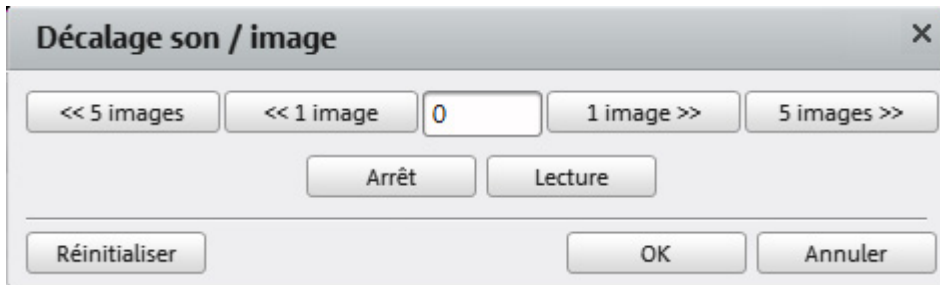 Décalage son / image
<< 5 images << 1 image 0 1 image >> 5 images >>
Arrêt Lecture
Réinitialiser OK Annuler